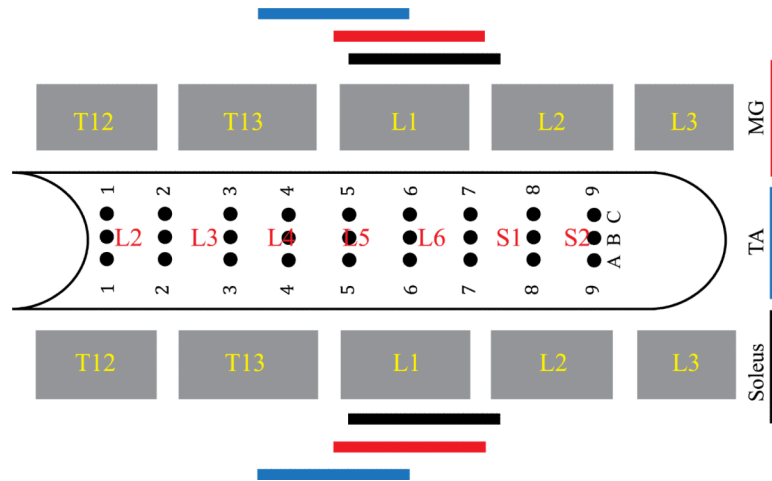 T12 T13 L1 L2 L3
MG
1 2 3 4 5 6 7 8 9
C
L2 L3 L4 L5 L6 S1 S2 B
TA
A
1 2 3 4 5 6 7 8 9
T12 T13 L1 L2 L3
Soleus